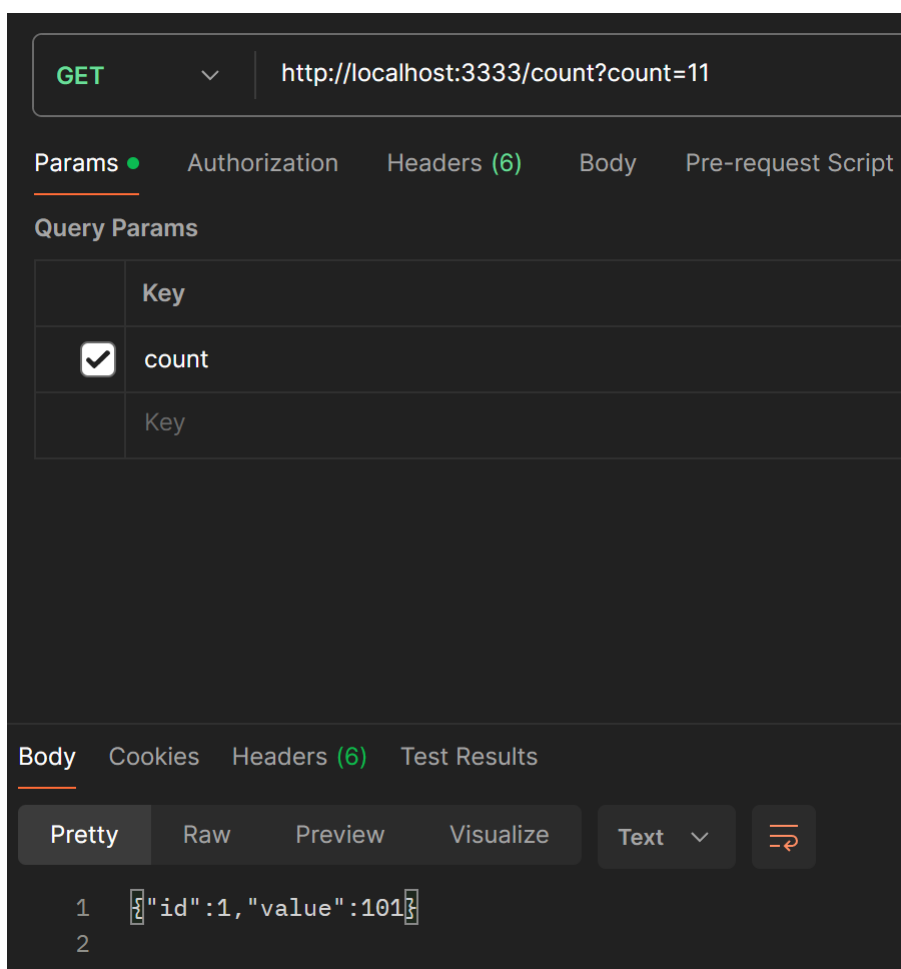 GET http://localhost:3333/count?count=11
Params Authorization Headers (6) Body Pre-request Script
Query Params
Key
count
Key
Body Cookies Headers (6) Test Results
Pretty Raw Preview Visualize Text
1 {"id":1,"value":101}
2